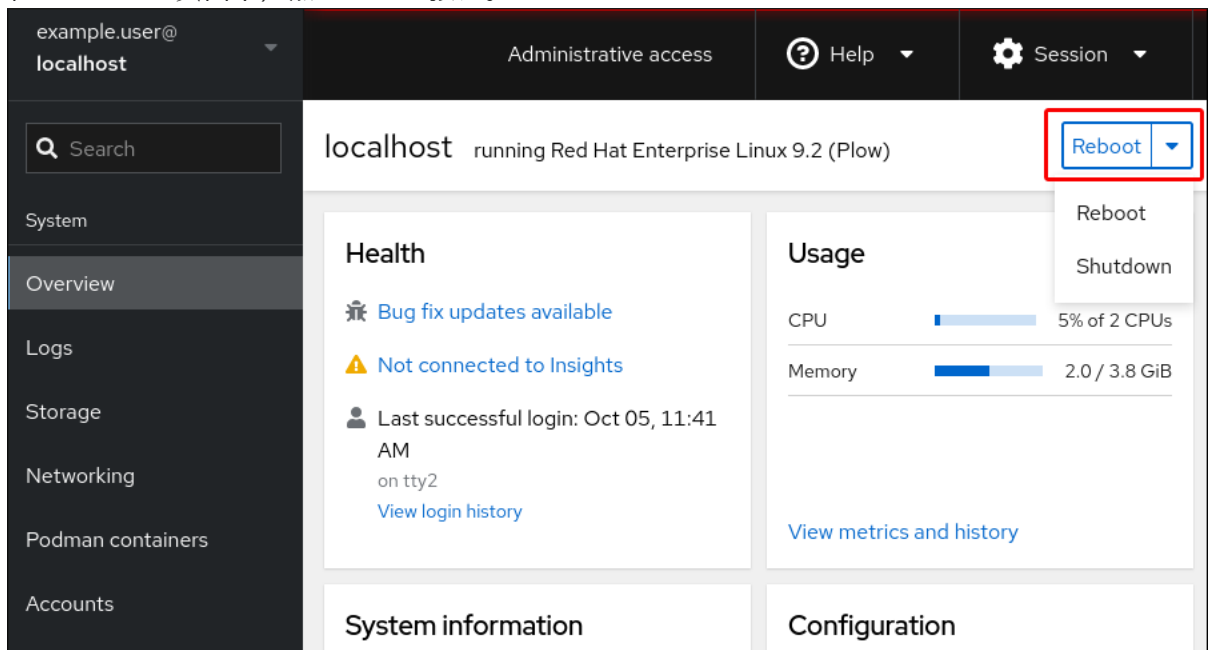 example.user@
localhost
Administrative access
Help
Session
Search
localhost running Red Hat Enterprise Linux 9.2 (Plow)
Reboot
Reboot
Shutdown
System
Overview
Logs
Storage
Networking
Podman containers
Accounts
Health
Bug fix updates available
Not connected to Insights
Last successful login: Oct 05, 11:41
AM
on tty2
View login history
Usage
CPU 5% of 2 CPUs
Memory 2.0 / 3.8 GiB
View metrics and history
System information
Configuration